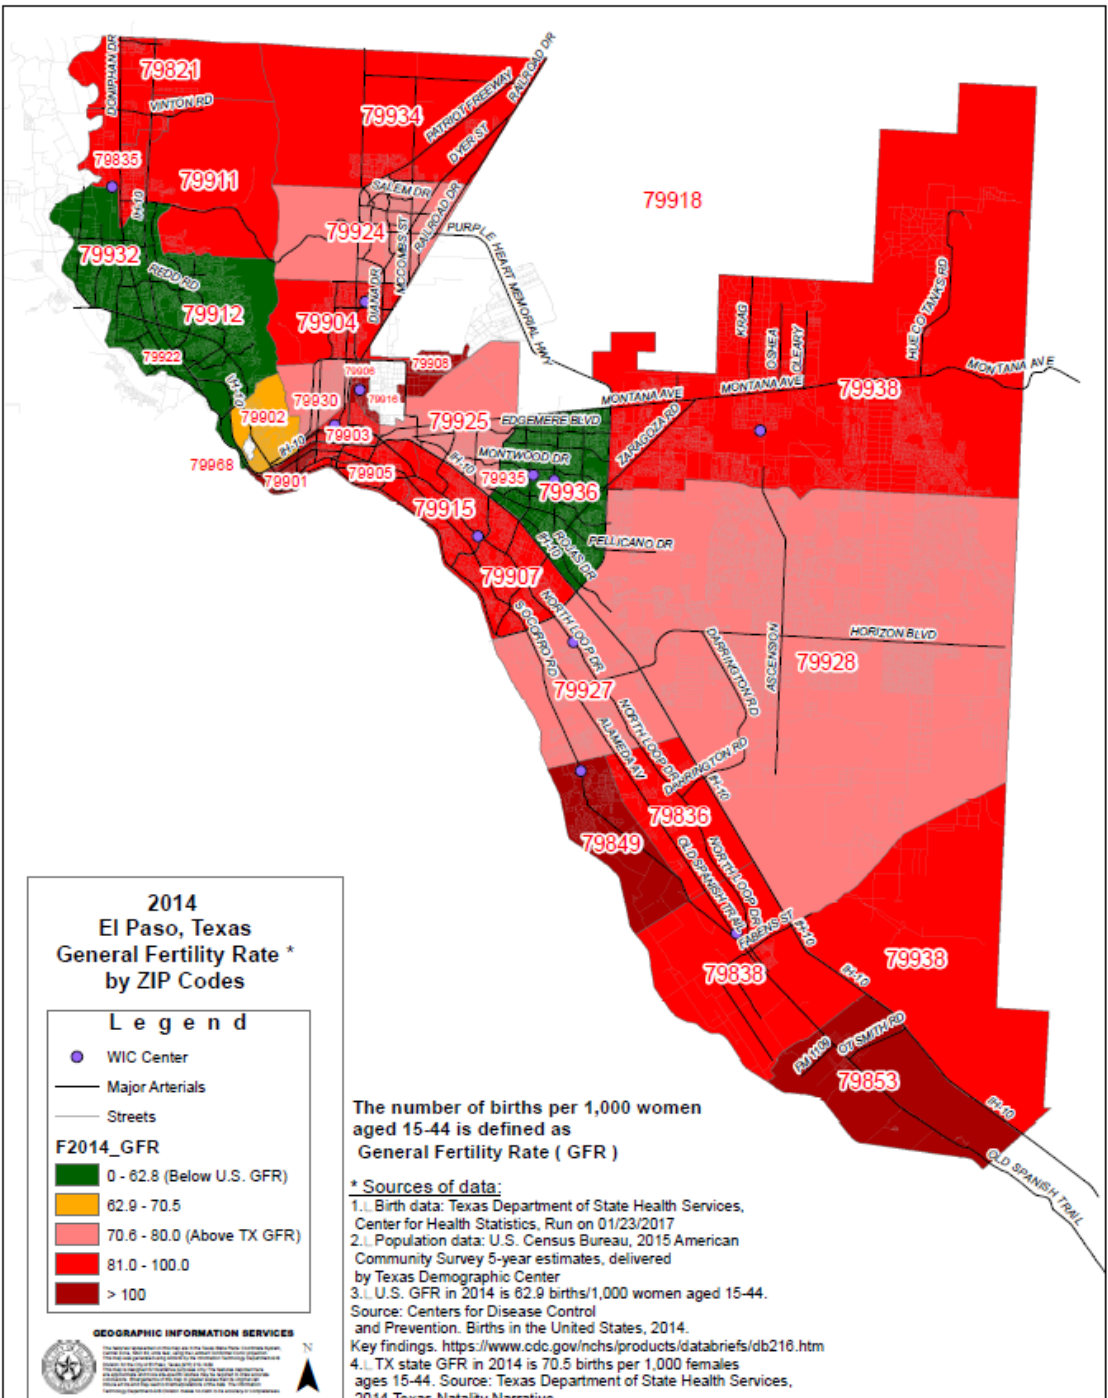 DONIPHAN DR
79821
VINTON RD
79835
79911
IH-10
79934
PATRIOT FREEWAY
RAILROAD DR
DYER ST
SALEM DR
79924
RAILROAD DR
MCCOMBS ST
DIANA DR
PURPLE HEART MEMORIAL HWY
79918
79932
REDD RD
79912
79904
79922
IH-10
79902
79930
79906
79908
79916
79925
79903
IH-10
79968
79901
79905
IH-10
EDGEMERE BLVD
MONTANA AVE
MONTWOOD DR
79935
79936
ZARAGOZA RD
MONTANA AVE
KRAG
OSHEA
OLEARY
HUECO TANKS RD
MONTANA AVE
79938
79915
79907
IH-10
ROJAS DR
PELLICANO DR
S OCORRO RD
NORTH LOOP DR
79927
DARRINGTON RD
ASCENSION
HORIZON BLVD
79928
ALAMEDA AV
NORTH LOOP DR
DARRINGTON RD
IH-10
79836
79849
OLD SPANISH TRAIL
NORTH LOOP DR
FABENS ST
IH-10
79838
79938
IH-10
FM-1109
OT SMITH RD
79853
IH-10
OLD SPANISH TRAIL
2014
El Paso, Texas
General Fertility Rate *
by ZIP Codes
Legend
WIC Center
Major Arterials
Streets
F2014_GFR
0 - 62.8 (Below U.S. GFR)
62.9 - 70.5
70.6 - 80.0 (Above TX GFR)
81.0 - 100.0
> 100
GEOGRAPHIC INFORMATION SERVICES
N
The number of births per 1,000 women
aged 15-44 is defined as
General Fertility Rate ( GFR )
* Sources of data:
1. Birth data: Texas Department of State Health Services,
Center for Health Statistics, Run on 01/23/2017
2. Population data: U.S. Census Bureau, 2015 American
Community Survey 5-year estimates, delivered
by Texas Demographic Center
3. U.S. GFR in 2014 is 62.9 births/1,000 women aged 15-44.
Source: Centers for Disease Control
and Prevention. Births in the United States, 2014.
Key findings. https://www.cdc.gov/nchs/products/databriefs/db216.htm
4. TX state GFR in 2014 is 70.5 births per 1,000 females
ages 15-44. Source: Texas Department of State Health Services,
2014 Texas Natality Narrative